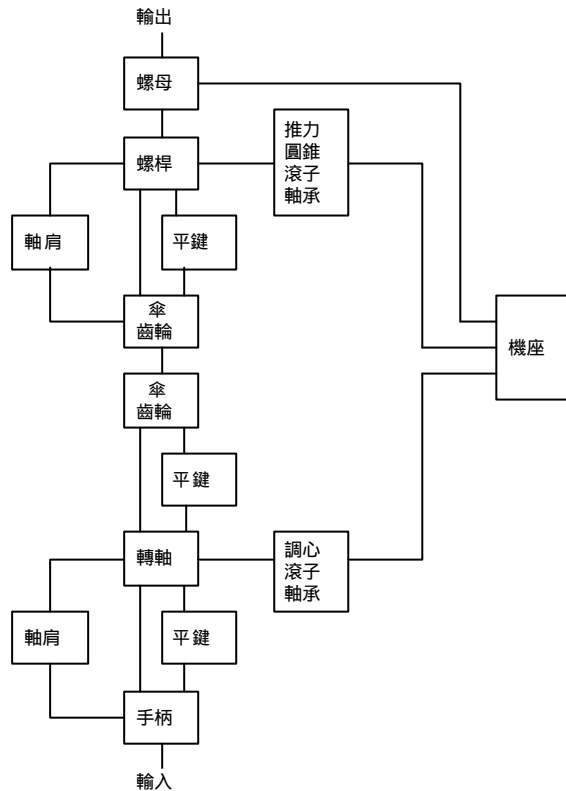 輸出
螺母
螺桿
推力
圓錐
滾子
軸承
軸肩
平鍵
傘
齒輪
機座
傘
齒輪
平鍵
轉軸
調心
滾子
軸承
軸肩
平鍵
手柄
輸入